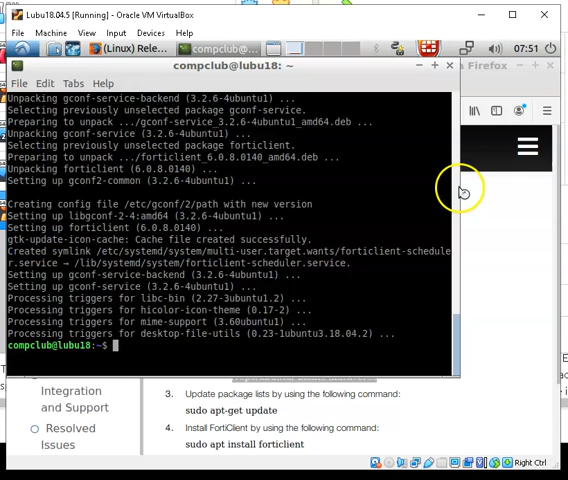 Lubu18.04.5 [Running] - Oracle VM VirtualBox
File Machine View Input Devices Help
(Linux) Rele... compclub@... 07:51
compclub@lubu18: ~
n Firefox
File Edit Tabs Help
Unpacking gconf-service-backend (3.2.6-4ubuntu1) ...
Selecting previously unselected package gconf-service.
Preparing to unpack .../gconf-service_3.2.6-4ubuntu1_amd64.deb ...
Unpacking gconf-service (3.2.6-4ubuntu1) ...
Selecting previously unselected package forticlient.
Preparing to unpack .../forticlient_6.0.8.0140_amd64.deb ...
Unpacking forticlient (6.0.8.0140) ...
Setting up gconf2-common (3.2.6-4ubuntu1) ...
Creating config file /etc/gconf/2/path with new version
Setting up libgconf-2-4:amd64 (3.2.6-4ubuntu1) ...
Setting up forticlient (6.0.8.0140) ...
gtk-update-icon-cache: Cache file created successfully.
Created symlink /etc/systemd/system/multi-user.target.wants/forticlient-schedule
r.service → /lib/systemd/system/forticlient-scheduler.service.
Setting up gconf-service-backend (3.2.6-4ubuntu1) ...
Setting up gconf-service (3.2.6-4ubuntu1) ...
Processing triggers for libc-bin (2.27-3ubuntu1.2) ...
Processing triggers for hicolor-icon-theme (0.17-2) ...
Processing triggers for mime-support (3.60ubuntu1) ...
Processing triggers for desktop-file-utils (0.23-1ubuntu3.18.04.2) ...
compclub@lubu18:~$
Integration
and Support
Resolved
Issues
3. Update package lists by using the following command:
sudo apt-get update
4. Install FortiClient by using the following command:
sudo apt install forticlient
Right Ctrl